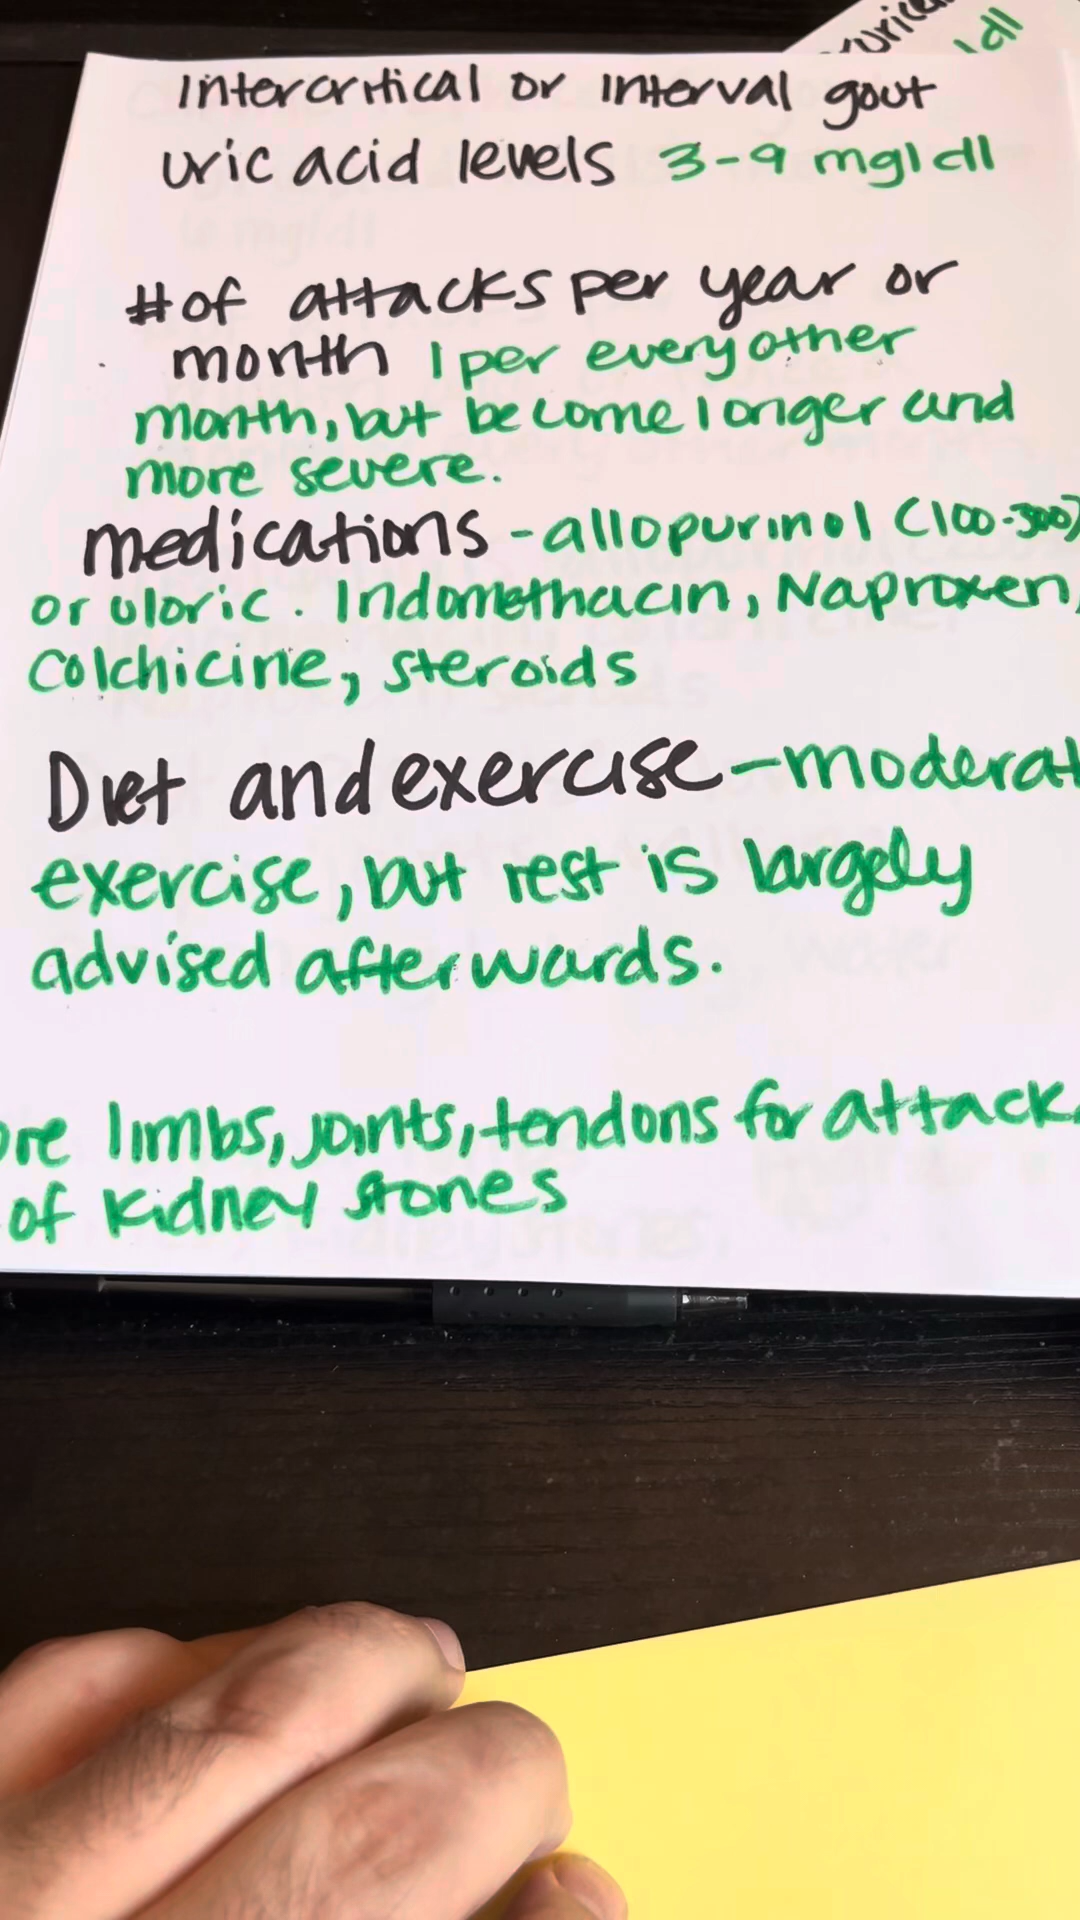 uric
dl
Intercritical or Interval gout
uric acid levels 3-9 mg/dl
# of attacks per year or
month 1 per every other
month, but become longer and
more severe.
medications - allopurinol (100-300)
or uloric. Indomethacin, Naproxen,
Colchicine, steroids
Diet and exercise - moderat
exercise, but rest is largely
advised afterwards.
ore limbs, joints, tendons for attack
of kidney stones